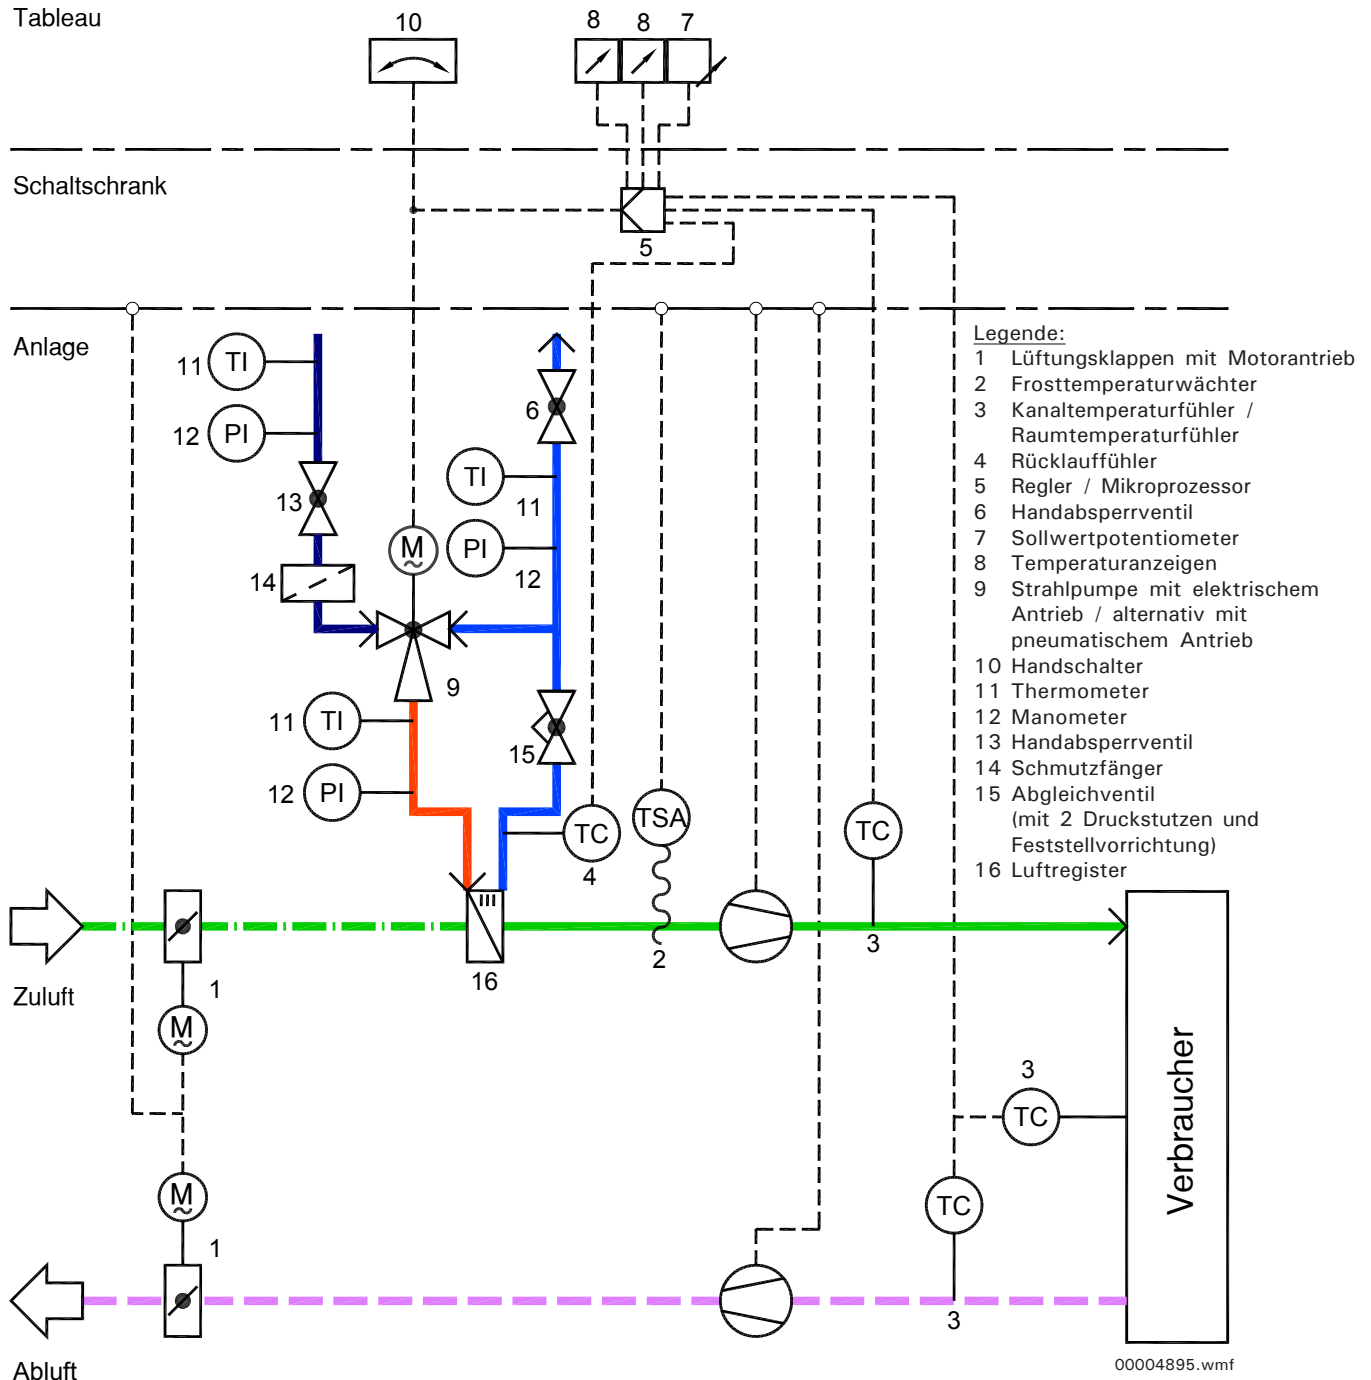 Tableau
10
8
8
7
Schaltschrank
5
Anlage
11
TI
12
PI
13
14
M
6
TI
11
PI
12
9
11
TI
12
PI
15
TC
4
TSA
2
TC
3
16
Zuluft
1
M
M
1
Abluft
3
TC
TC
3
Verbraucher
Legende:
1 Lüftungsklappen mit Motorantrieb
2 Frosttemperaturwächter
3 Kanaltemperaturfühler /
Raumtemperaturfühler
4 Rücklauffühler
5 Regler / Mikroprozessor
6 Handabsperrventil
7 Sollwertpotentiometer
8 Temperaturanzeigen
9 Strahlpumpe mit elektrischem
Antrieb / alternativ mit
pneumatischem Antrieb
10 Handschalter
11 Thermometer
12 Manometer
13 Handabsperrventil
14 Schmutzfänger
15 Abgleichventil
(mit 2 Druckstutzen und
Feststellvorrichtung)
16 Luftregister
00004895.wmf